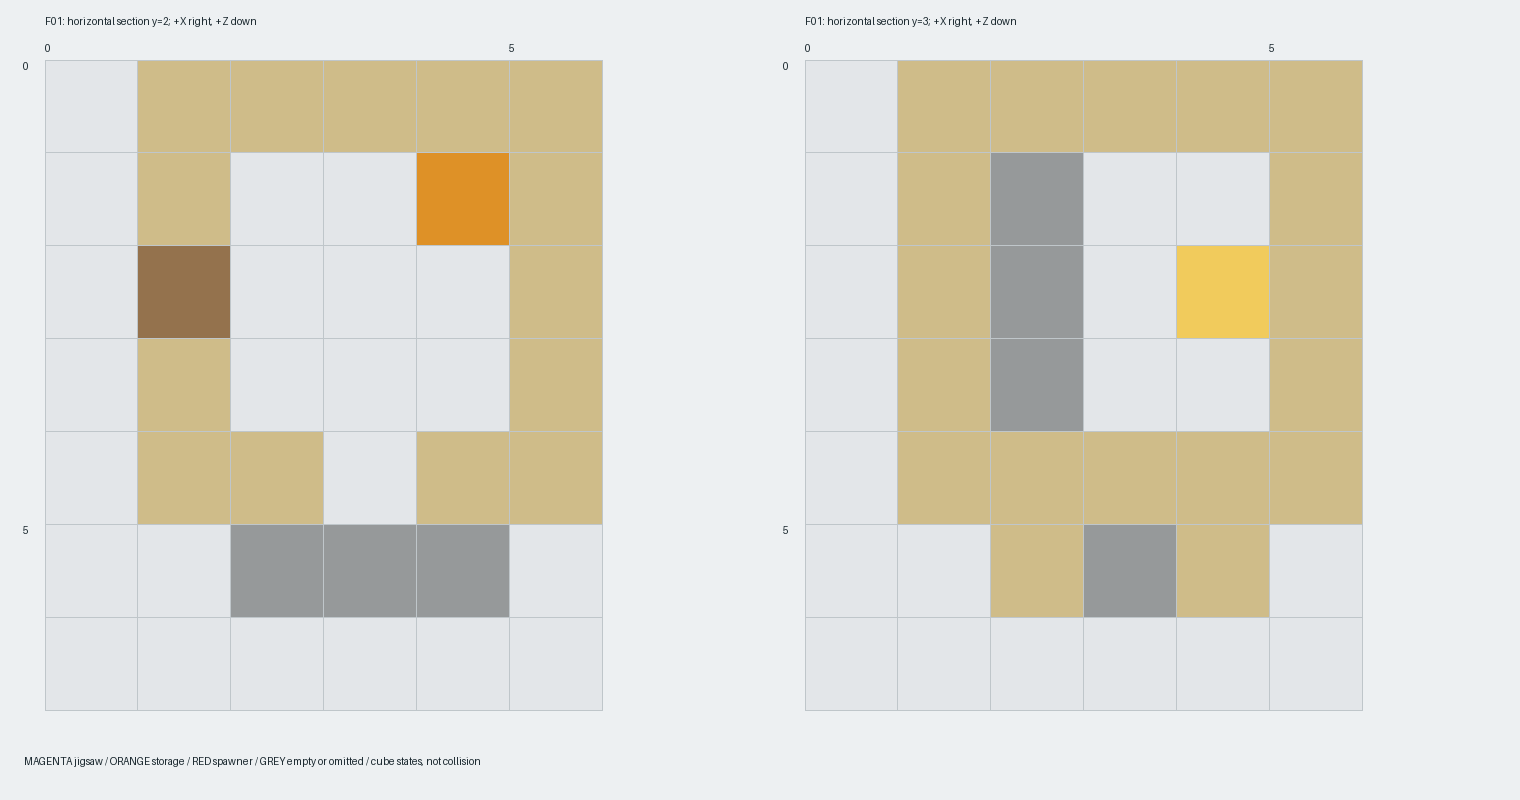 F01: horizontal section y=2; +X right, +Z down
F01: horizontal section y=3; +X right, +Z down
0 5
0 5
0
0
5
5
MAGENTA jigsaw / ORANGE storage / RED spawner / GREY empty or omitted / cube states, not collision